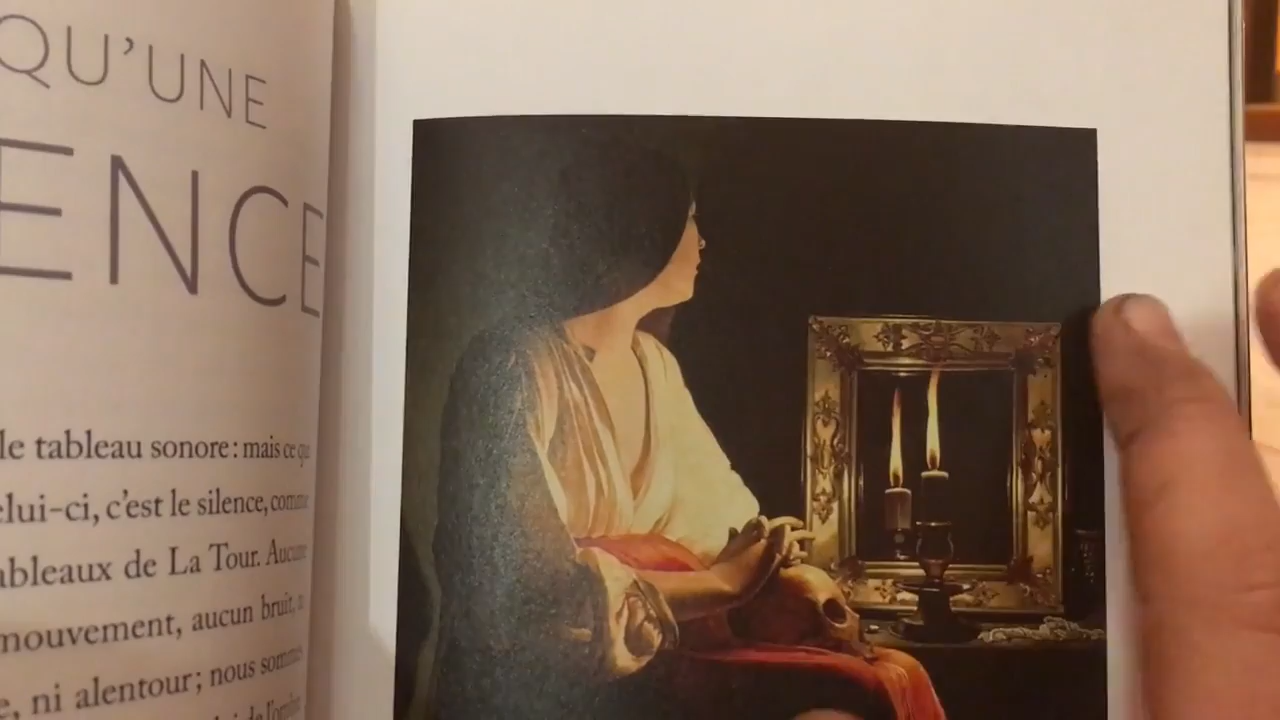 QU'UNE
ENCE
le tableau sonore : mais ce
elui-ci, c'est le silence, comme
ableaux de La Tour. Aucun
mouvement, aucun bruit,
ni alentour ; nous sommes